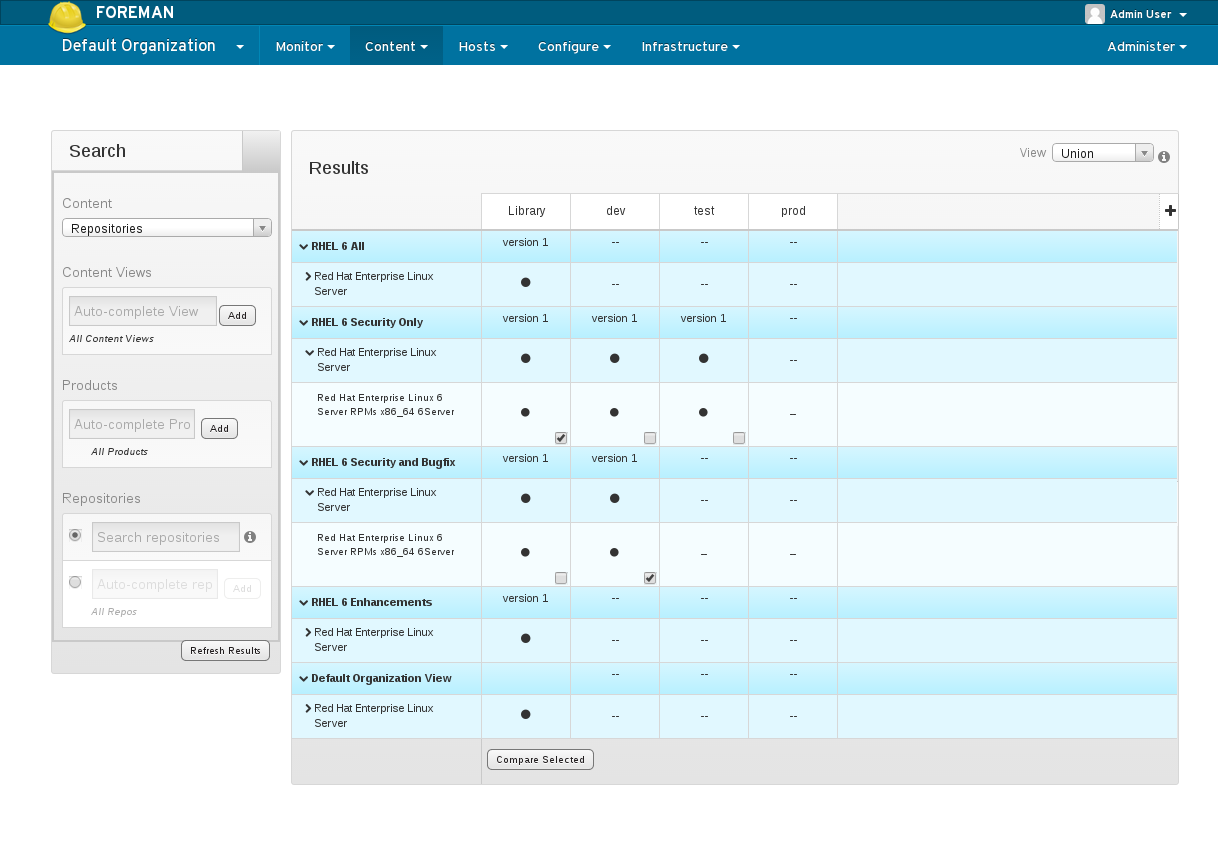 FOREMAN
Admin User
Default Organization
Monitor
Content
Hosts
Configure
Infrastructure
Administer
Search
Content
Repositories
Content Views
Auto-complete View
Add
All Content Views
Products
Auto-complete Pro
Add
All Products
Repositories
Search repositories
Auto-complete rep
Add
All Repos
Refresh Results
Results
View
Union
Library dev test prod
RHEL 6 All version 1 -- -- --
Red Hat Enterprise Linux
Server -- -- --
RHEL 6 Security Only version 1 version 1 version 1 --
Red Hat Enterprise Linux
Server --
Red Hat Enterprise Linux 6
Server RPMs x86_64 6Server --
RHEL 6 Security and Bugfix version 1 version 1 -- --
Red Hat Enterprise Linux
Server -- --
Red Hat Enterprise Linux 6
Server RPMs x86_64 6Server -- --
RHEL 6 Enhancements version 1 -- -- --
Red Hat Enterprise Linux
Server -- -- --
Default Organization View -- -- --
Red Hat Enterprise Linux
Server -- -- --
Compare Selected